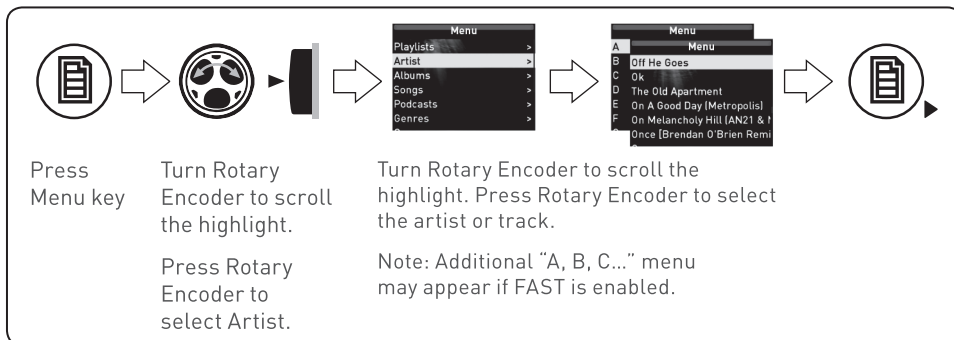 Menu
Playlists >
Artist >
Albums >
Songs >
Podcasts >
Genres >
Menu
A
B
C
D
E
F
Menu
Off He Goes
Ok
The Old Apartment
On A Good Day (Metropolis)
On Melancholy Hill (AN21 &
Once [Brendan O'Brien Remi
Press
Menu key
Turn Rotary
Encoder to scroll
the highlight.
Press Rotary
Encoder to
select Artist.
Turn Rotary Encoder to scroll the
highlight. Press Rotary Encoder to select
the artist or track.
Note: Additional “A, B, C...” menu
may appear if FAST is enabled.